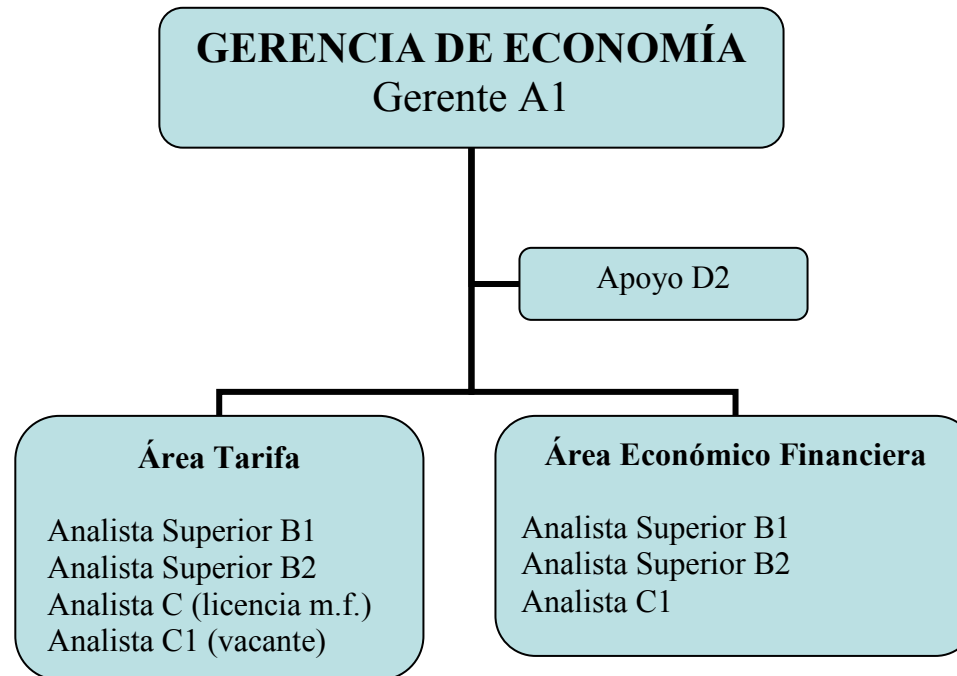 GERENCIA DE ECONOMÍA
Gerente A1
Apoyo D2
Área Tarifa
Analista Superior B1
Analista Superior B2
Analista C (licencia m.f.)
Analista C1 (vacante)
Área Económico Financiera
Analista Superior B1
Analista Superior B2
Analista C1